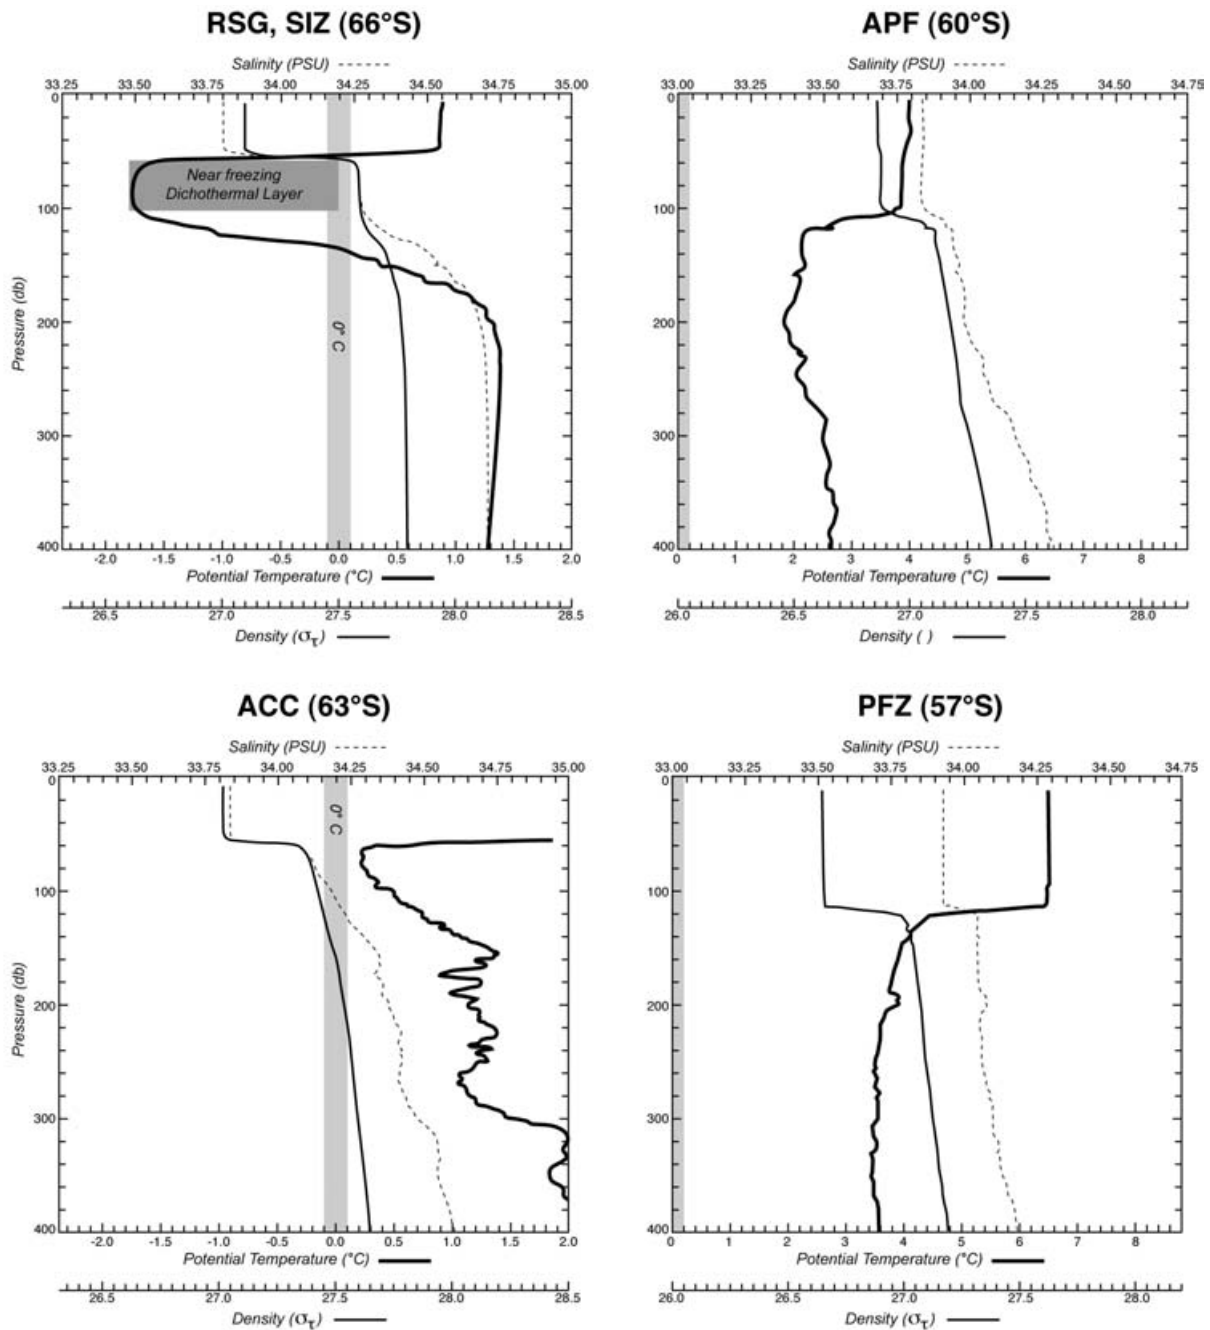 RSG, SIZ (66°S)
Salinity (PSU)
33.25 33.50 33.75 34.00 34.25 34.50 34.75 35.00
0
Near freezing
Dichothermal Layer
100
Pressure (db)
200
0° C
300
400
-2.0 -1.5 -1.0 -0.5 0.0 0.5 1.0 1.5 2.0
Potential Temperature (°C)
26.5 27.0 27.5 28.0 28.5
Density (στ)
APF (60°S)
Salinity (PSU)
33.00 33.25 33.50 33.75 34.00 34.25 34.50 34.75
0
100
200
300
400
0 1 2 3 4 5 6 7 8
Potential Temperature (°C)
26.0 26.5 27.0 27.5 28.0
Density ( )
ACC (63°S)
Salinity (PSU)
33.25 33.50 33.75 34.00 34.25 34.50 34.75 35.00
0
0° C
100
Pressure (db)
200
300
400
-2.0 -1.5 -1.0 -0.5 0.0 0.5 1.0 1.5 2.0
Potential Temperature (°C)
26.5 27.0 27.5 28.0 28.5
Density (στ)
PFZ (57°S)
Salinity (PSU)
33.00 33.25 33.50 33.75 34.00 34.25 34.50 34.75
0
100
200
300
400
0 1 2 3 4 5 6 7 8
Potential Temperature (°C)
26.0 26.5 27.0 27.5 28.0
Density (στ)